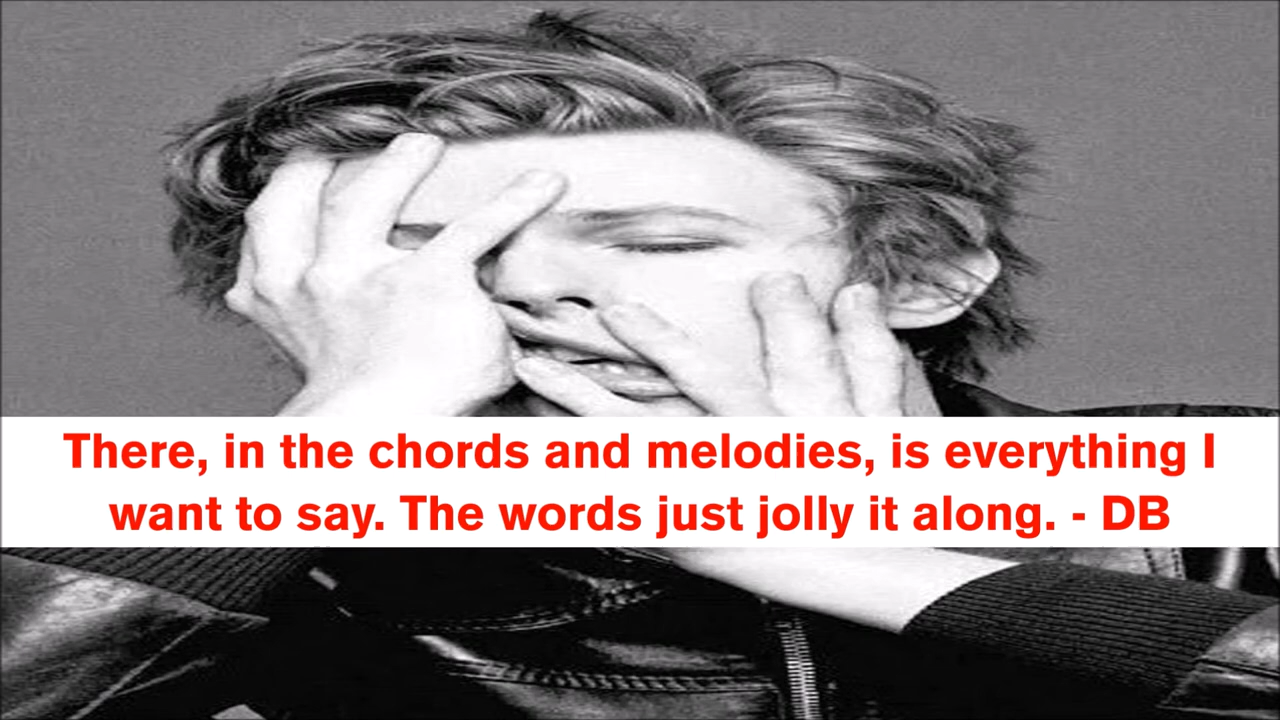 There, in the chords and melodies, is everything I
want to say. The words just jolly it along. - DB